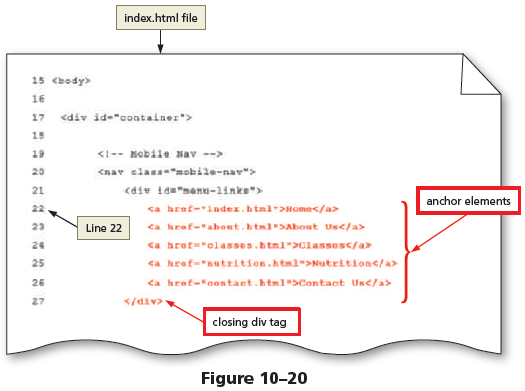 index.html file
15 <body>
16
17 <div id="container">
18
19 <!-- Mobile Nav -->
20 <nav class="mobile-nav">
21 <div id="menu-links">
22 <a href="index.html">Home</a>
23 <a href="about.html">About Us</a>
24 <a href="classes.html">Classes</a>
25 <a href="nutrition.html">Nutrition</a>
26 <a href="contact.html">Contact Us</a>
27 </div>
anchor elements
Line 22
closing div tag
Figure 10–20